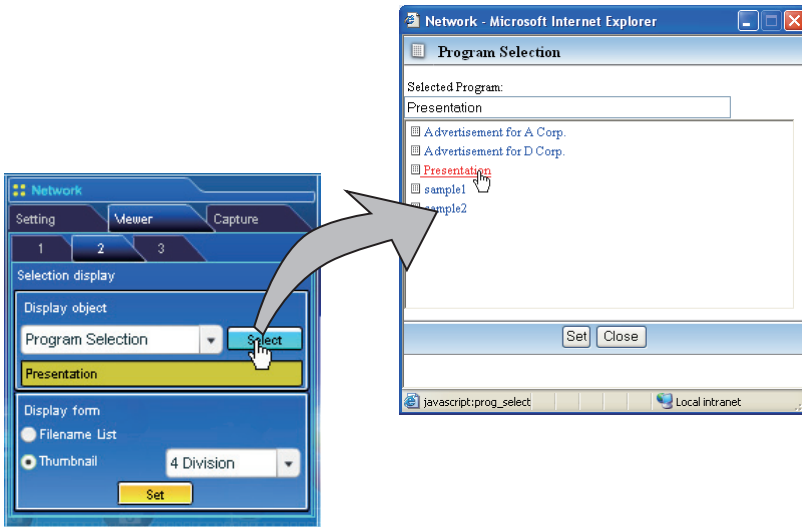 Network - Microsoft Internet Explorer
Program Selection
Selected Program:
Presentation
Advertisement for A Corp.
Advertisement for D Corp.
Presentation
sample1
sample2
Set Close
javascript:prog_select Local intranet
Network
Setting Viewer Capture
1 2 3
Selection display
Display object
Program Selection Select
Presentation
Display form
Filename List
Thumbnail 4 Division
Set